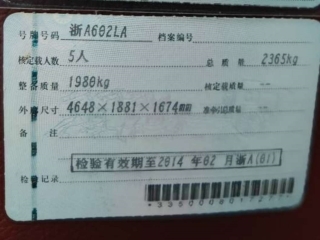 号牌号码 浙A602LA 档案编号
核定载人数 5人 总质量 2365kg
整备质量 1980kg 核定载质量
外廓尺寸 4648×1881×1674mm 准牵引总质量
备注
检验有效期至2014年02月浙A(01)
检验记录